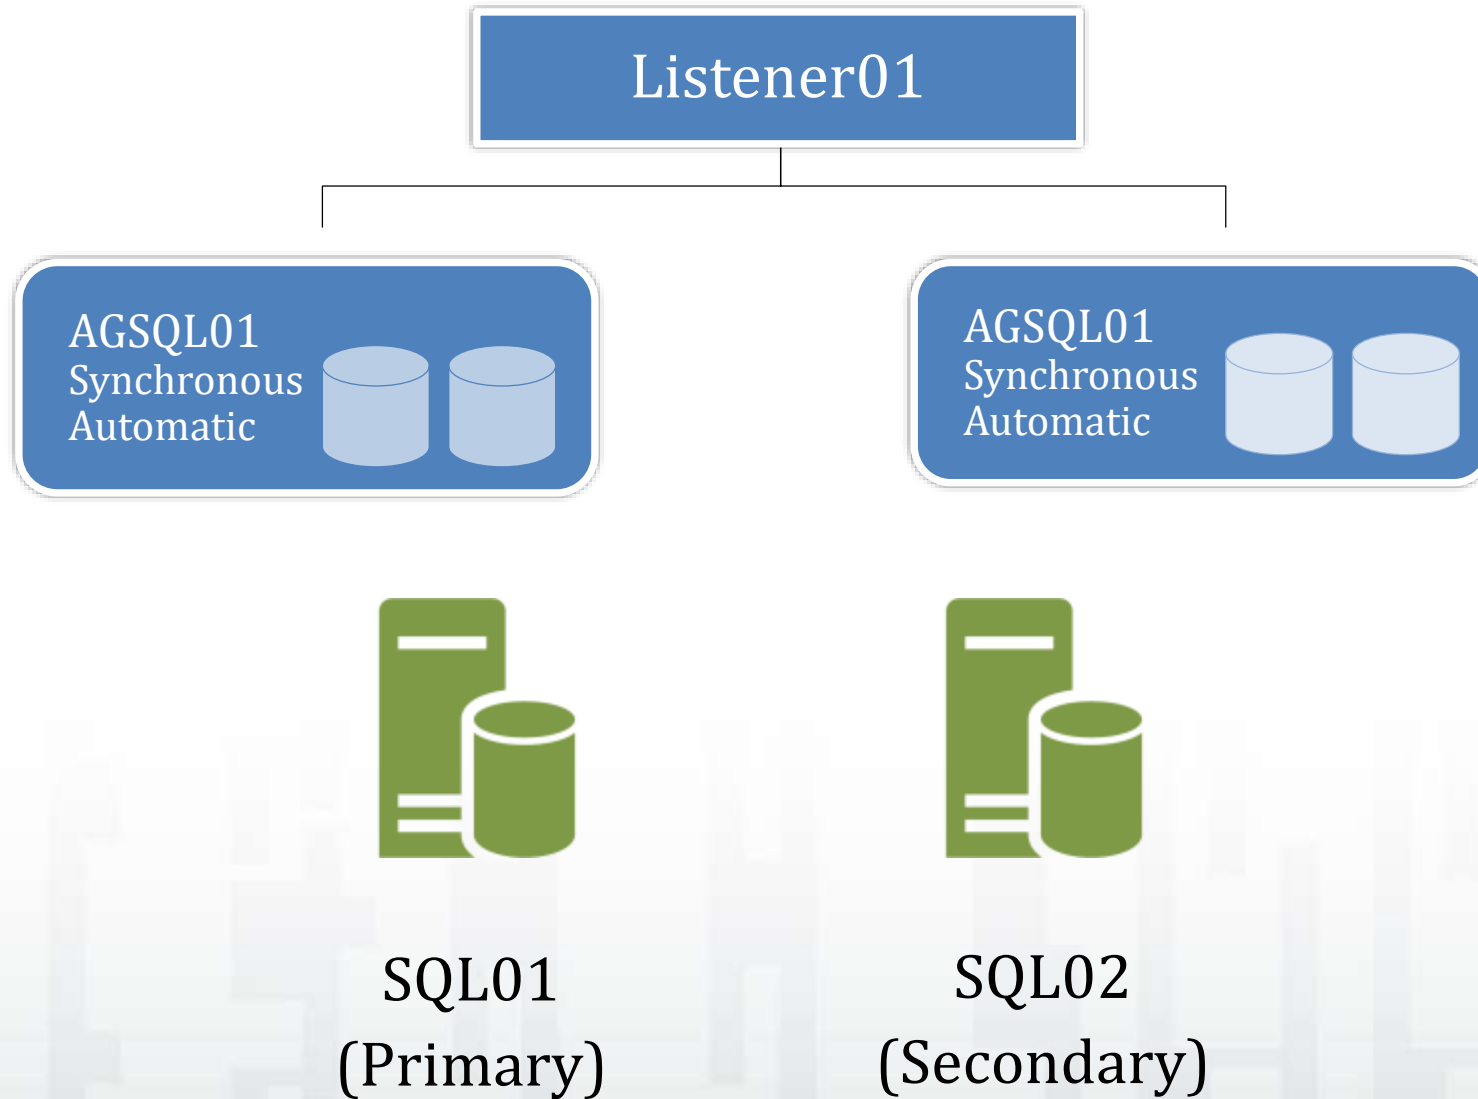 Listener01
AGSQL01
Synchronous
Automatic
AGSQL01
Synchronous
Automatic
SQL01
(Primary)
SQL02
(Secondary)